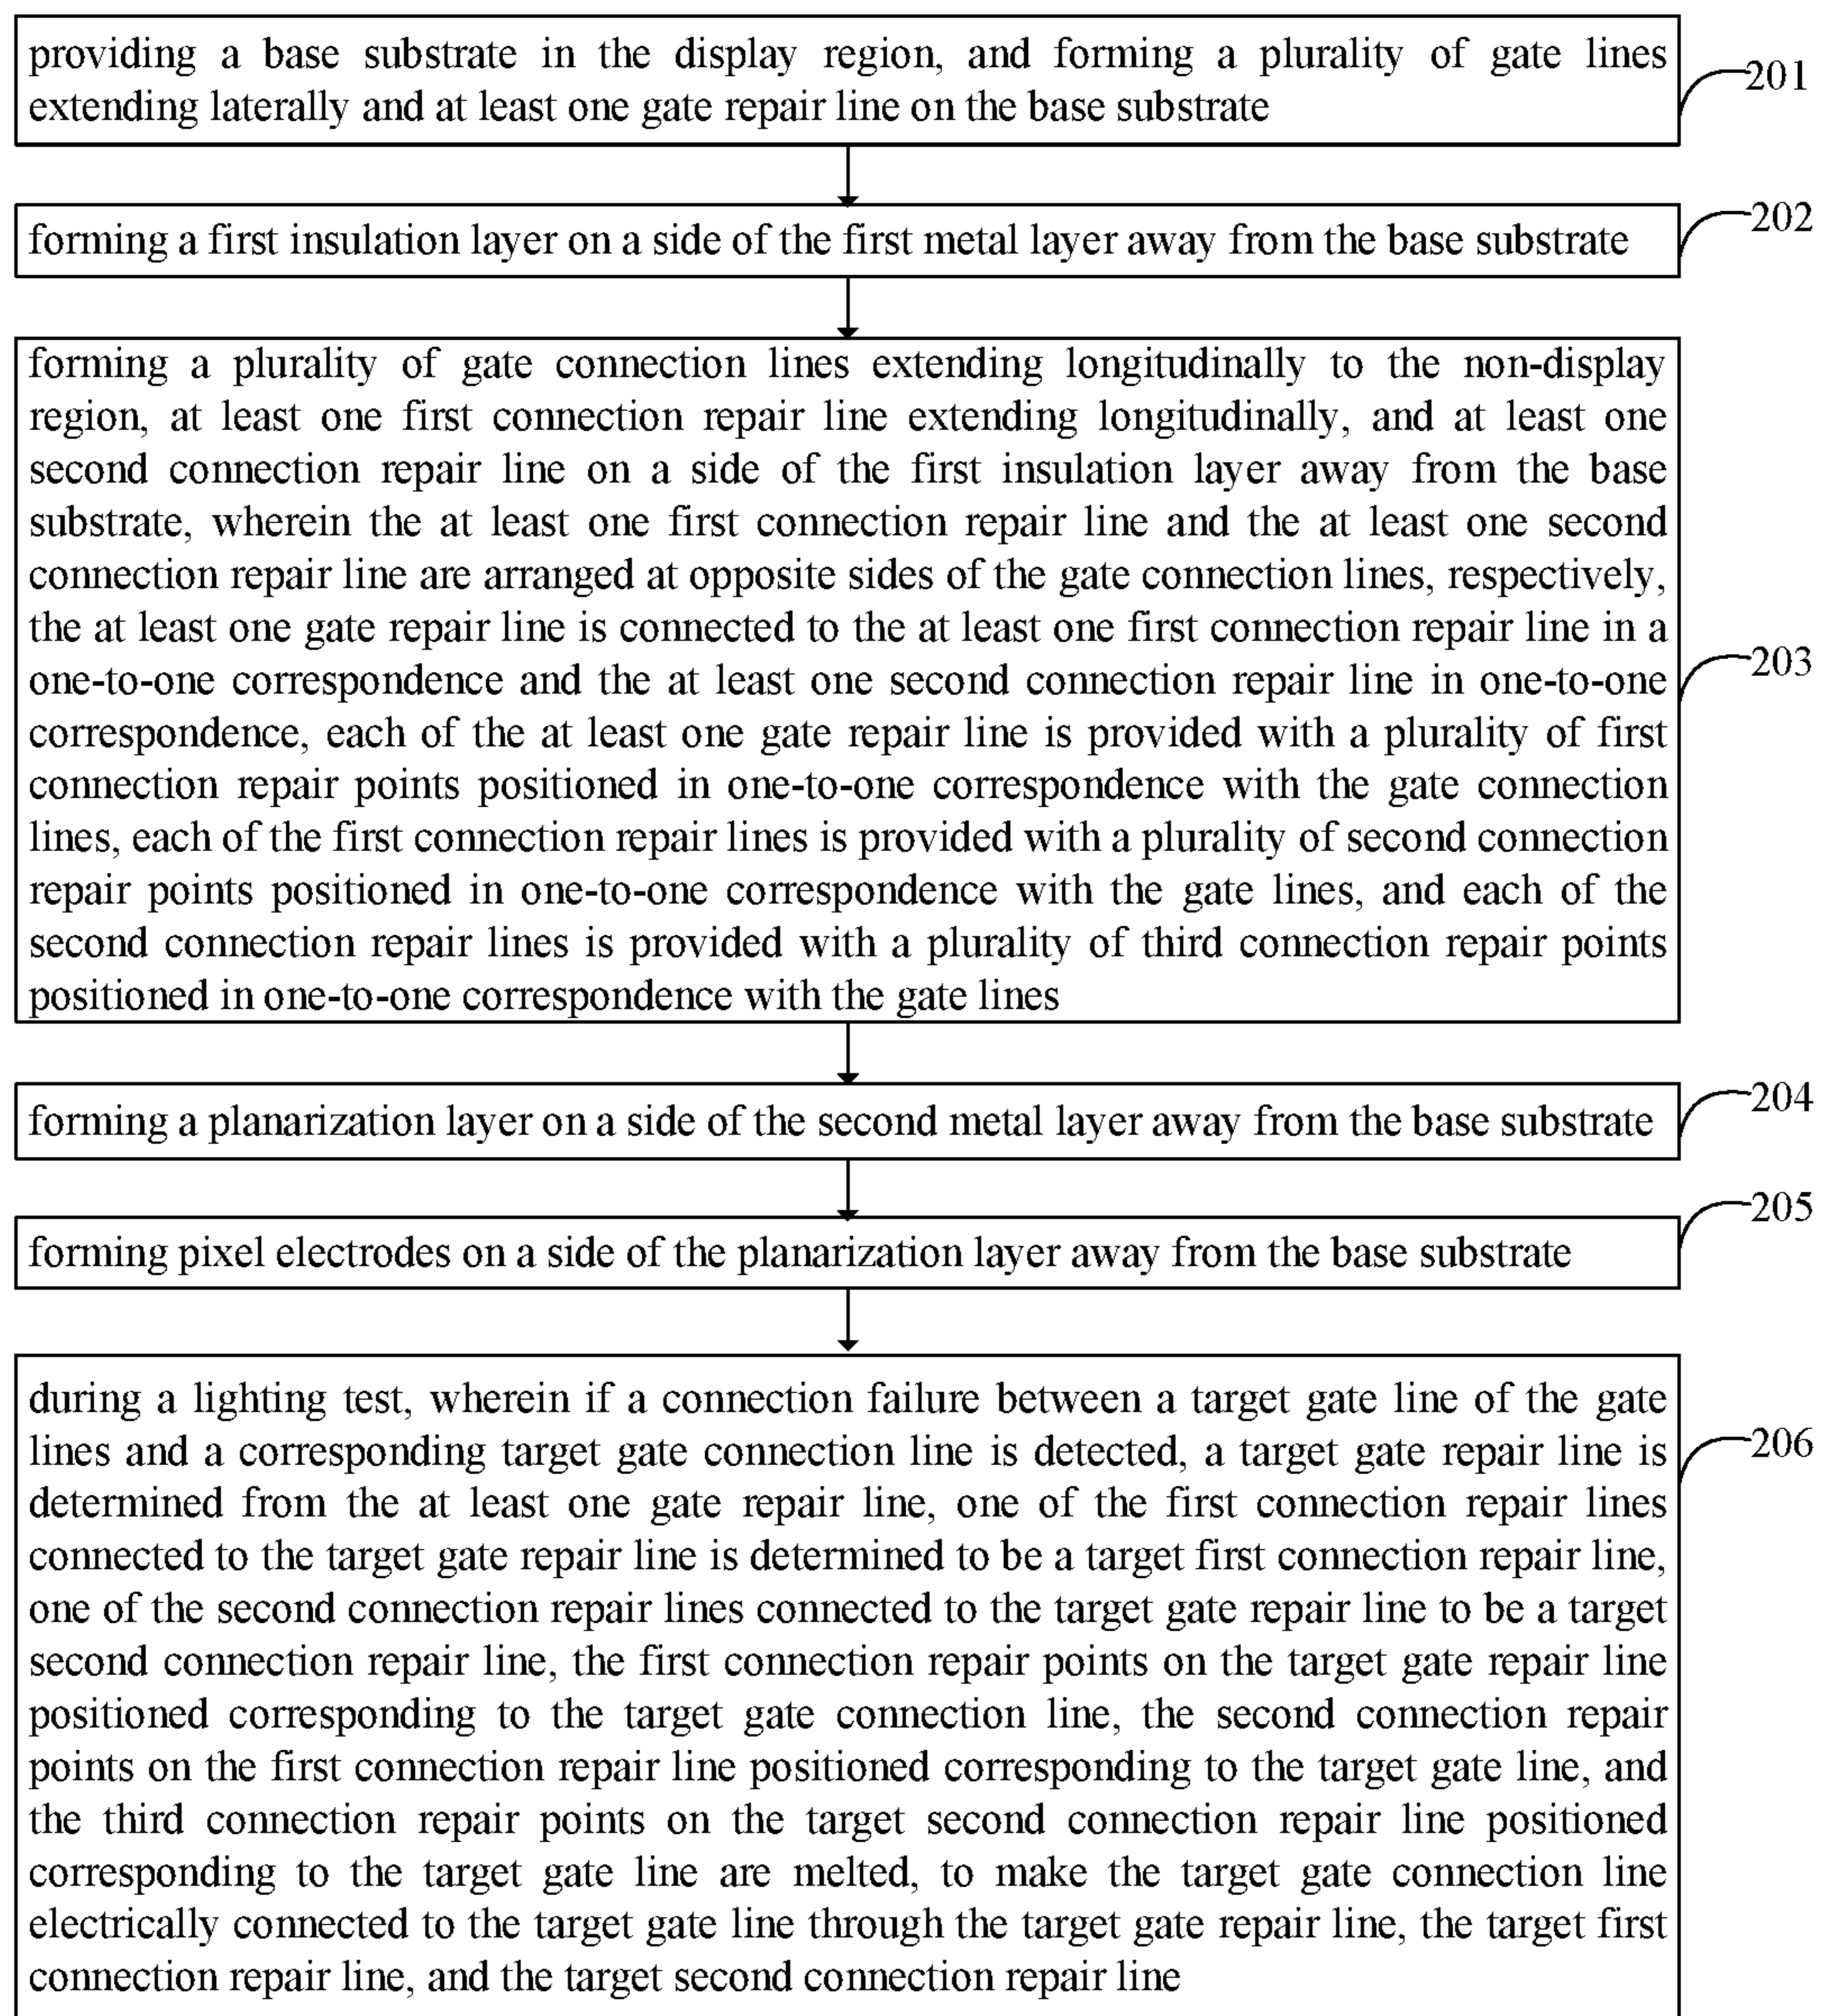 providing a base substrate in the display region, and forming a plurality of gate lines
extending laterally and at least one gate repair line on the base substrate
201
forming a first insulation layer on a side of the first metal layer away from the base substrate
202
forming a plurality of gate connection lines extending longitudinally to the non-display
region, at least one first connection repair line extending longitudinally, and at least one
second connection repair line on a side of the first insulation layer away from the base
substrate, wherein the at least one first connection repair line and the at least one second
connection repair line are arranged at opposite sides of the gate connection lines, respectively,
the at least one gate repair line is connected to the at least one first connection repair line in a
one-to-one correspondence and the at least one second connection repair line in one-to-one
correspondence, each of the at least one gate repair line is provided with a plurality of first
connection repair points positioned in one-to-one correspondence with the gate connection
lines, each of the first connection repair lines is provided with a plurality of second connection
repair points positioned in one-to-one correspondence with the gate lines, and each of the
second connection repair lines is provided with a plurality of third connection repair points
positioned in one-to-one correspondence with the gate lines
203
forming a planarization layer on a side of the second metal layer away from the base substrate
204
forming pixel electrodes on a side of the planarization layer away from the base substrate
205
during a lighting test, wherein if a connection failure between a target gate line of the gate
lines and a corresponding target gate connection line is detected, a target gate repair line is
determined from the at least one gate repair line, one of the first connection repair lines
connected to the target gate repair line is determined to be a target first connection repair line,
one of the second connection repair lines connected to the target gate repair line to be a target
second connection repair line, the first connection repair points on the target gate repair line
positioned corresponding to the target gate connection line, the second connection repair
points on the first connection repair line positioned corresponding to the target gate line, and
the third connection repair points on the target second connection repair line positioned
corresponding to the target gate line are melted, to make the target gate connection line
electrically connected to the target gate line through the target gate repair line, the target first
connection repair line, and the target second connection repair line
206